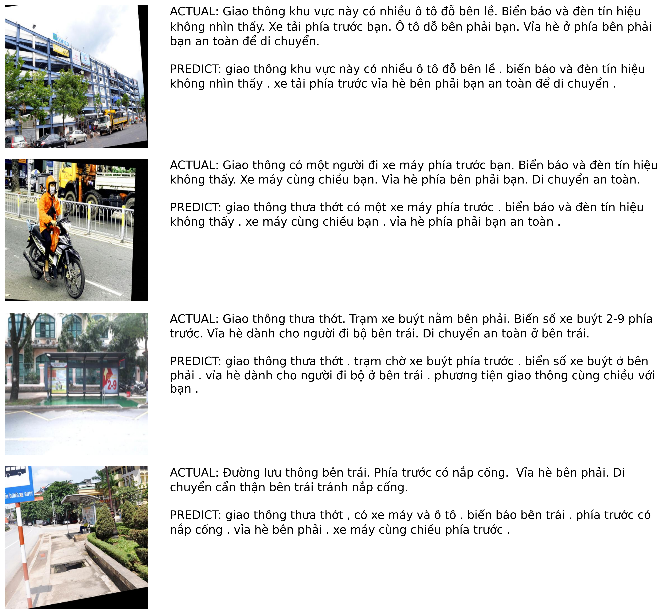 ACTUAL: Giao thông khu vực này có nhiều ô tô đỗ bên lề. Biển báo và đèn tín hiệu
không nhìn thấy. Xe tải phía trước bạn. Ô tô dỗ bên phải bạn. Vỉa hè ở phía bên phải
bạn an toàn để di chuyển.
PREDICT: giao thông khu vực này có nhiều ô tô đỗ bên lề . biển báo và đèn tín hiệu
không nhìn thấy . xe tải phía trước vỉa hè bên phải bạn an toàn để di chuyển .
ACTUAL: Giao thông có một người đi xe máy phía trước bạn. Biển báo và đèn tín hiệu
không thấy. Xe máy cùng chiều bạn. Vỉa hè phía bên phải bạn. Di chuyển an toàn.
PREDICT: giao thông thưa thớt có một xe máy phía trước . biển báo và đèn tín hiệu
không thấy . xe máy cùng chiều bạn . vỉa hè phía phải bạn an toàn .
ACTUAL: Giao thông thưa thớt. Trạm xe buýt nằm bên phải. Biển số xe buýt 2-9 phía
trước. Vỉa hè dành cho người đi bộ bên trái. Di chuyển an toàn ở bên trái.
2-9
PREDICT: giao thông thưa thớt . trạm chờ xe buýt phía trước . biển số xe buýt ở bên
phải . vỉa hè dành cho người đi bộ ở bên trái . phương tiện giao thông cùng chiều với
bạn .
ACTUAL: Đường lưu thông bên trái. Phía trước có nắp cống. Vỉa hè bên phải. Di
chuyển cẩn thận bên trái tránh nắp cống.
PREDICT: giao thông thưa thớt , có xe máy và ô tô . biển báo bên trái . phía trước có
nắp cống . vỉa hè bên phải . xe máy cùng chiều phía trước .